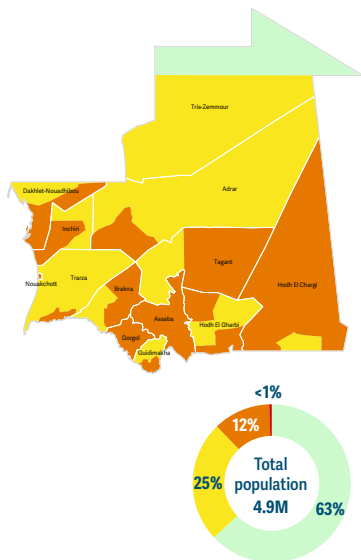 Tris-Zemmour
Dakhlet-Nouadhibou
Adrar
Inchiri
Tagant
Nouakchott
Trarza
Brakna
Hodh El Chargi
Assaba
Hodh El Gharbi
Gorgol
Guidimakha
<1%
12%
25%
Total
population
4.9M
63%